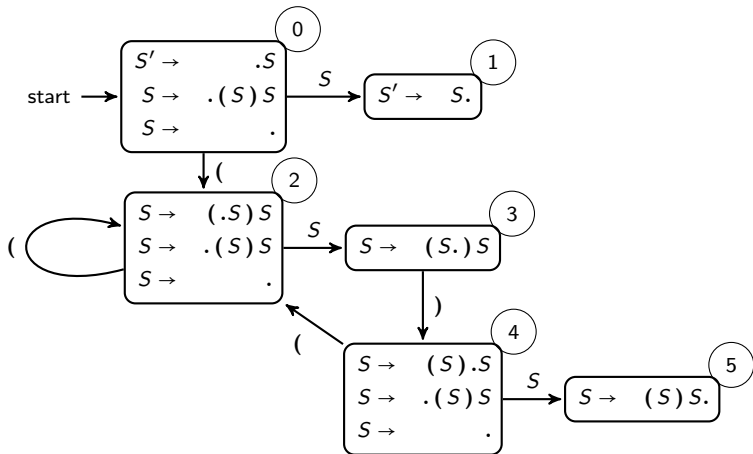 0
S′ → .S
start
S → .(S)S
S →  .
S
1
S′ → S.
(
2
S → (.S)S
(
S → .(S)S
S →  .
S
3
S → (S.)S
)
(
4
S → (S).S
S → .(S)S
S →  .
S
5
S → (S)S.